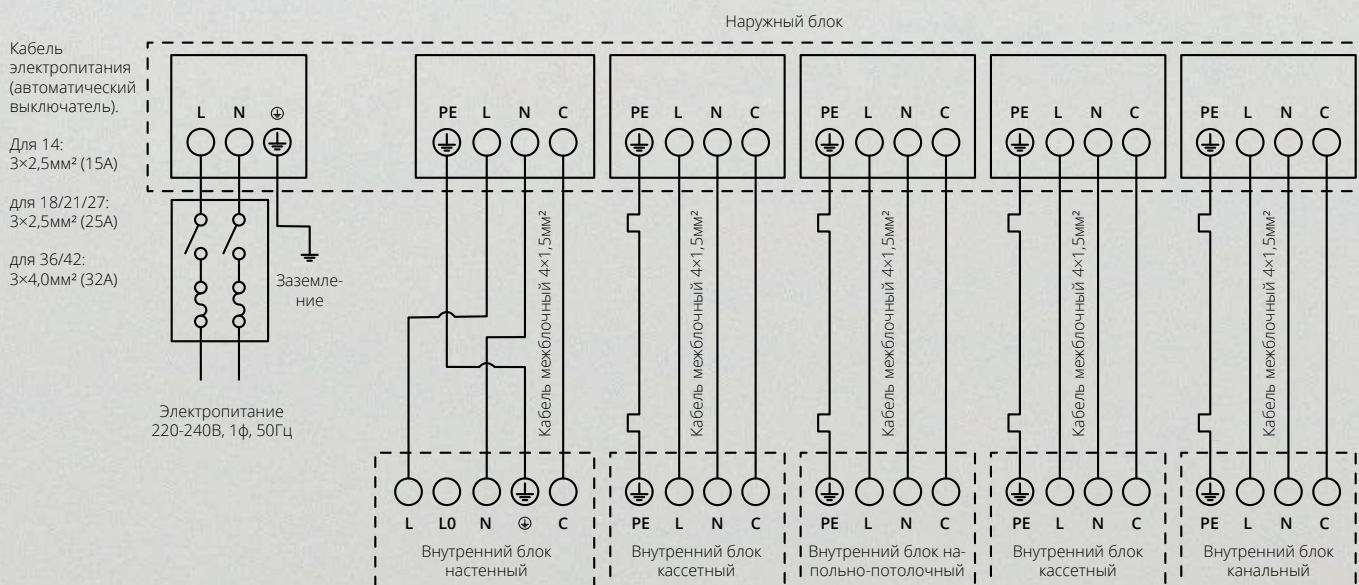 Наружный блок
Кабель
электропитания
(автоматический
выключатель).
Для 14:
3×2,5мм² (15А)
для 18/21/27:
3×2,5мм² (25А)
для 36/42:
3×4,0мм² (32А)
L N
PE L N C
PE L N C
PE L N C
PE L N C
PE L N C
Заземле-
ние
Электропитание
220-240В, 1ф, 50Гц
Кабель межблочный 4×1,5мм²
Кабель межблочный 4×1,5мм²
Кабель межблочный 4×1,5мм²
Кабель межблочный 4×1,5мм²
Кабель межблочный 4×1,5мм²
L L0 N C
Внутренний блок
настенный
PE L N C
Внутренний блок
кассетный
PE L N C
Внутренний блок на-
польно-потолочный
PE L N C
Внутренний блок
кассетный
PE L N C
Внутренний блок
канальный